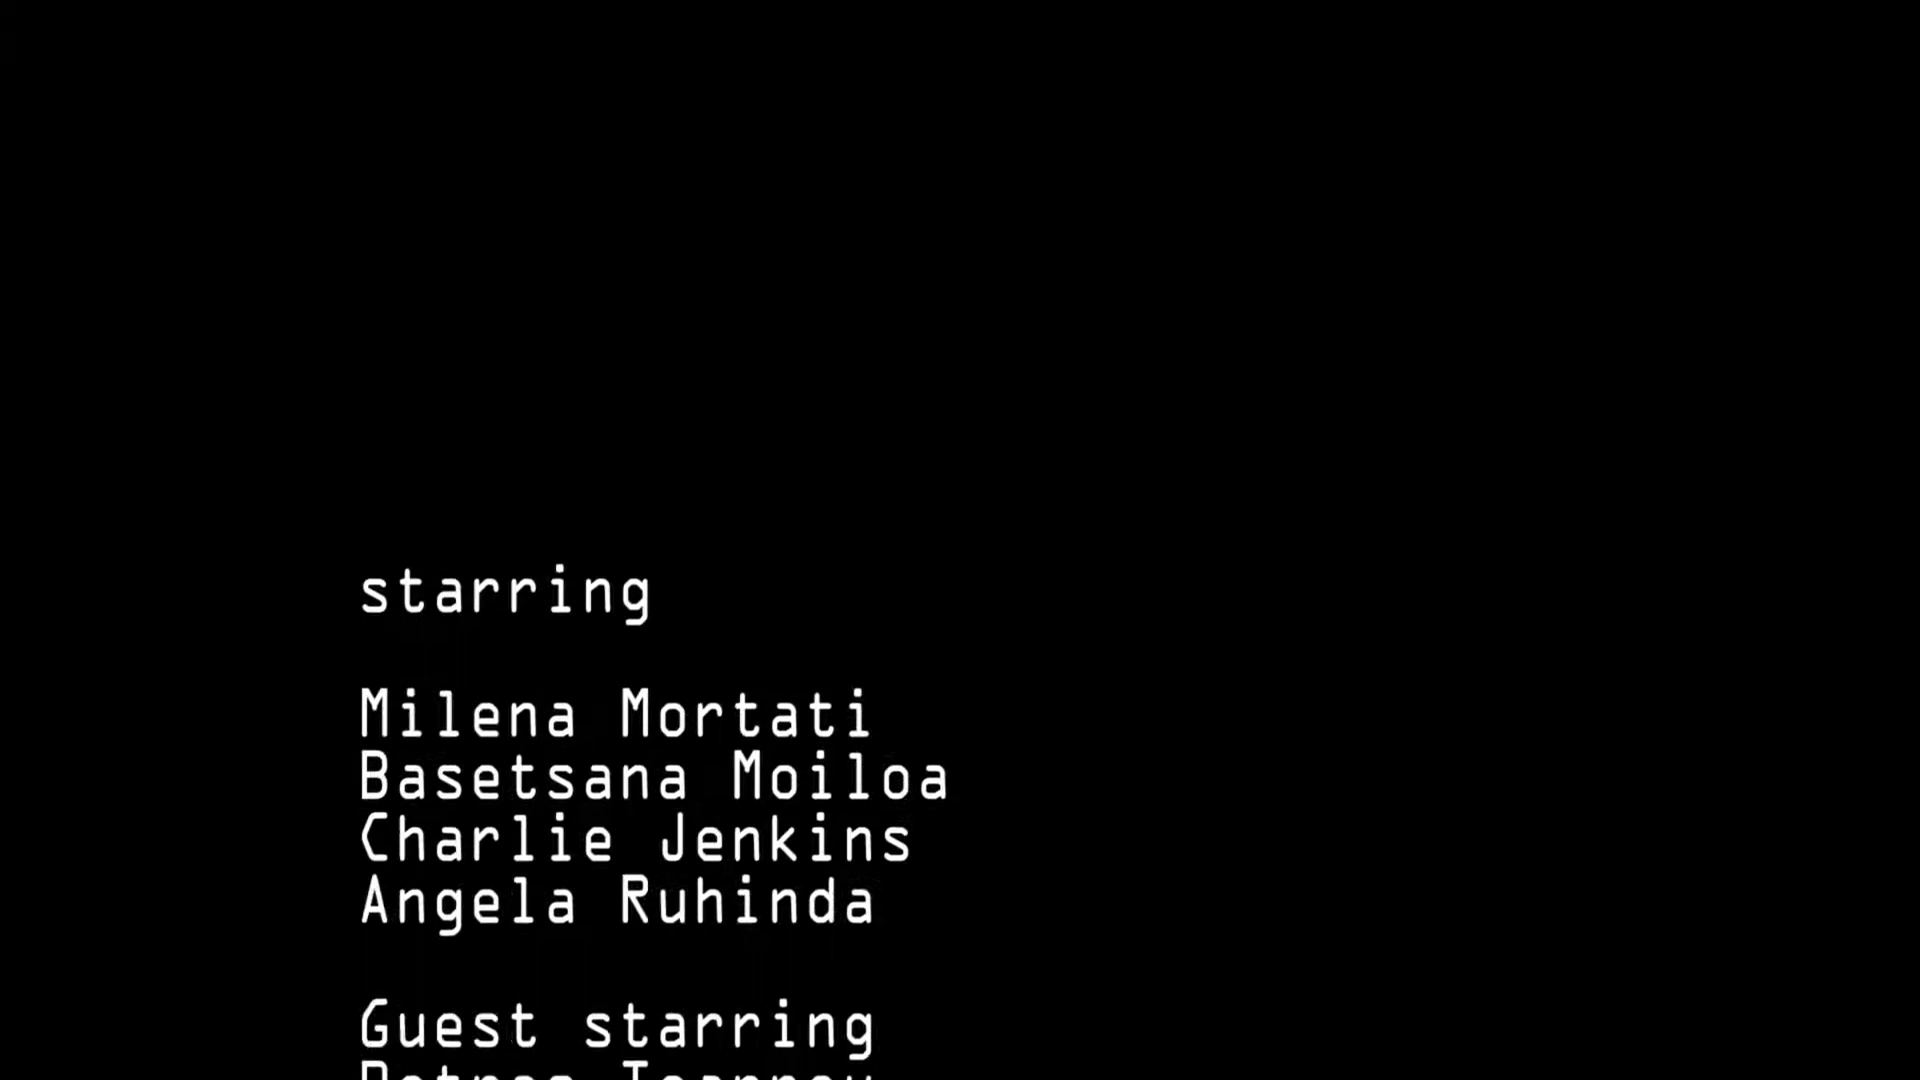 starring
Milena Mortati
Basetsana Moiloa
Charlie Jenkins
Angela Ruhinda
Guest starring